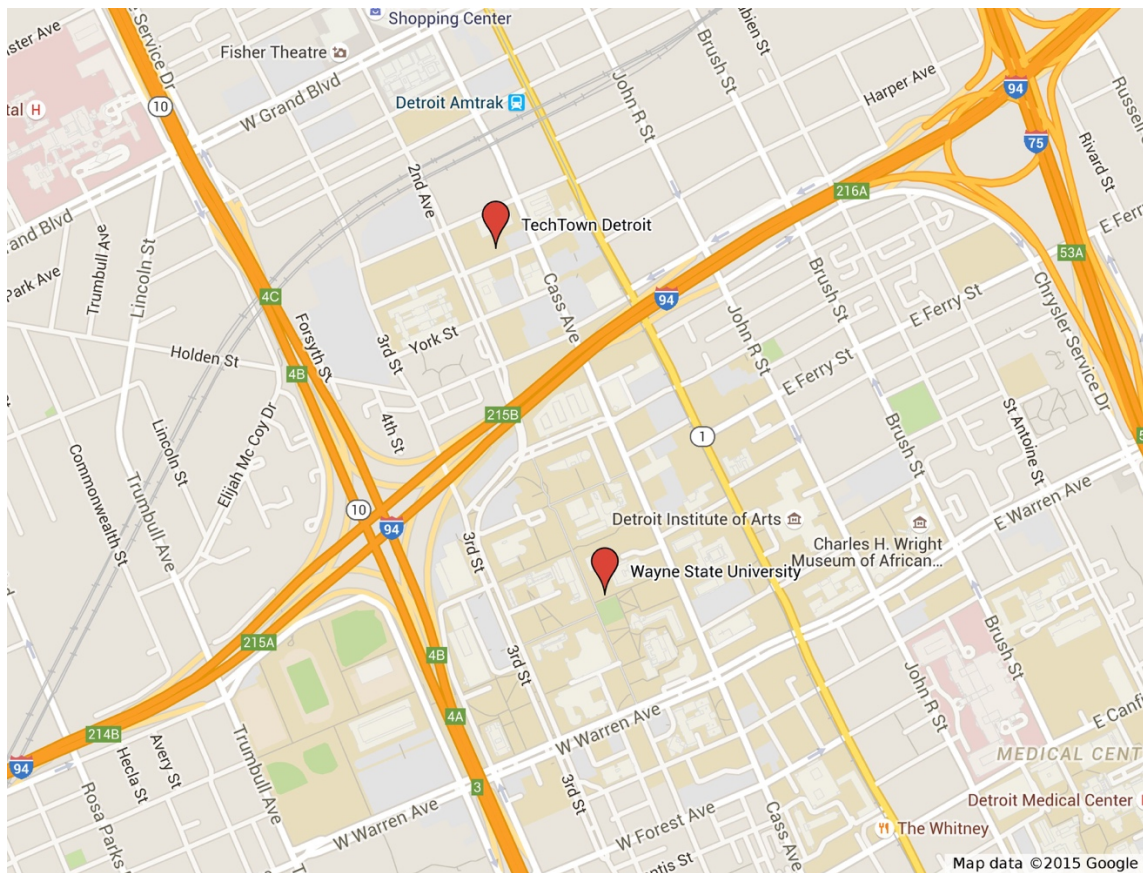 Shopping Center
Fisher Theatre
Service Dr
10
W Grand Blvd
Detroit Amtrak
John R St
Brush St
Harper Ave
94
75
Rivard St
216A
2nd Ave
TechTown Detroit
Cass Ave
E Ferry St
53A
Park Ave
Trumbull Ave
Lincoln St
4C
Forsyth St
York St
94
John R St
Brush St
E Ferry St
Chrysler Service Dr
Holden St
4B
3rd St
4th St
215B
E Ferry St
Brush St
St Antoine St
1
Commonwealth St
Lincoln St
Trumbull Ave
Elijah Mc Coy Dr
10
94
3rd St
Detroit Institute of Arts
Charles H. Wright
Museum of African…
E Warren Ave
Wayne State University
215A
4B
4A
3rd St
Brush St
John R St
214B
94
Hecla St
Avery St
Trumbull Ave
Rosa Parks
W Warren Ave
3
W Warren Ave
3rd St
W Forest Ave
Cass Ave
MEDICAL CENT
Detroit Medical Center
The Whitney
Map data ©2015 Google